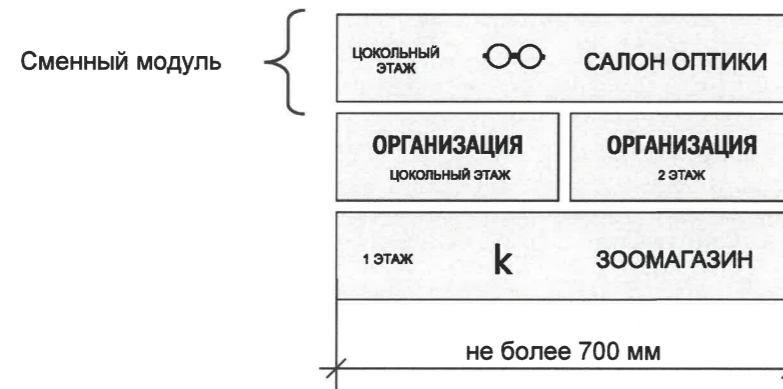 Сменный модуль
ЦОКОЛЬНЫЙ
ЭТАЖ
САЛОН ОПТИКИ
ОРГАНИЗАЦИЯ
ЦОКОЛЬНЫЙ ЭТАЖ
ОРГАНИЗАЦИЯ
2 ЭТАЖ
1 ЭТАЖ
k
ЗООМАГАЗИН
не более 700 мм